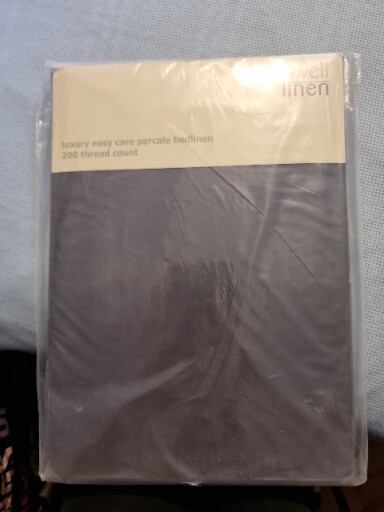 well
linen
luxury easy care percale bedlinen
200 thread count